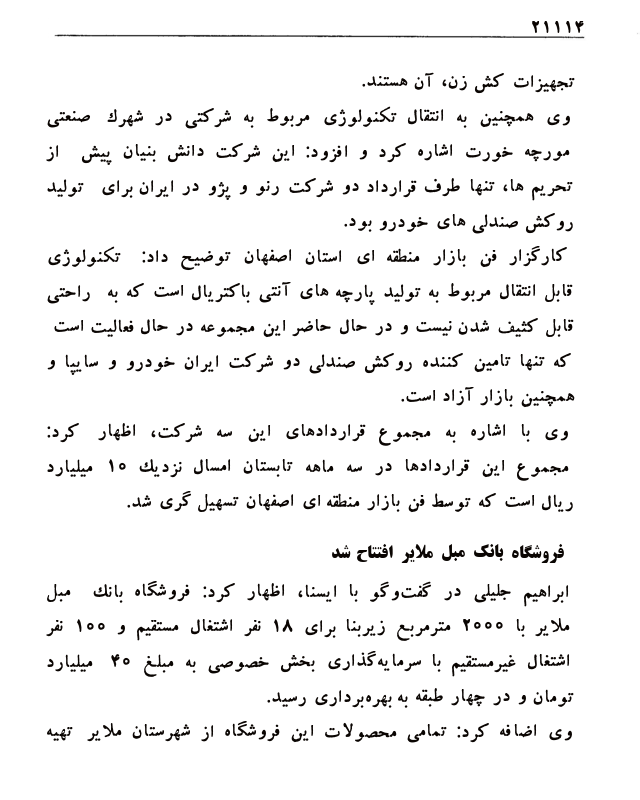 ۲۱۱۱۴
تجهیزات کش زن، آن هستند.
وی همچنین به انتقال تکنولوژی مربوط به شرکتی در شهرك صنعتی
مورچه خورت اشاره کرد و افزود: این شرکت دانش بنیان پیش از
تحریم ها، تنها طرف قرارداد دو شرکت رنو و پژو در ایران برای تولید
روکش صندلی های خودرو بود.
کارگزار فن بازار منطقه ای استان اصفهان توضیح داد: تکنولوژی
قابل انتقال مربوط به تولید پارچه های آنتی باکتریال است که به راحتی
قابل کثیف شدن نیست و در حال حاضر این مجموعه در حال فعالیت است
که تنها تامین کننده روکش صندلی دو شرکت ایران خودرو و سایپا و
همچنین بازار آزاد است.
وی با اشاره به مجموع قراردادهای این سه شرکت، اظهار کرد:
مجموع این قراردادها در سه ماهه تابستان امسال نزدیك ۱۰ میلیارد
ریال است که توسط فن بازار منطقه ای اصفهان تسهیل گری شد.
فروشگاه بانک مبل ملایر افتتاح شد
ابراهیم جلیلی در گفت‌وگو با ایسنا، اظهار کرد: فروشگاه بانك مبل
ملایر با ۲۰۰۰ مترمربع زیربنا برای ۱۸ نفر اشتغال مستقیم و ۱۰۰ نفر
اشتغال غیرمستقیم با سرمایه‌گذاری بخش خصوصی به مبلغ ۴۰ میلیارد
تومان و در چهار طبقه به بهره‌برداری رسید.
وی اضافه کرد: تمامی محصولات این فروشگاه از شهرستان ملایر تهیه